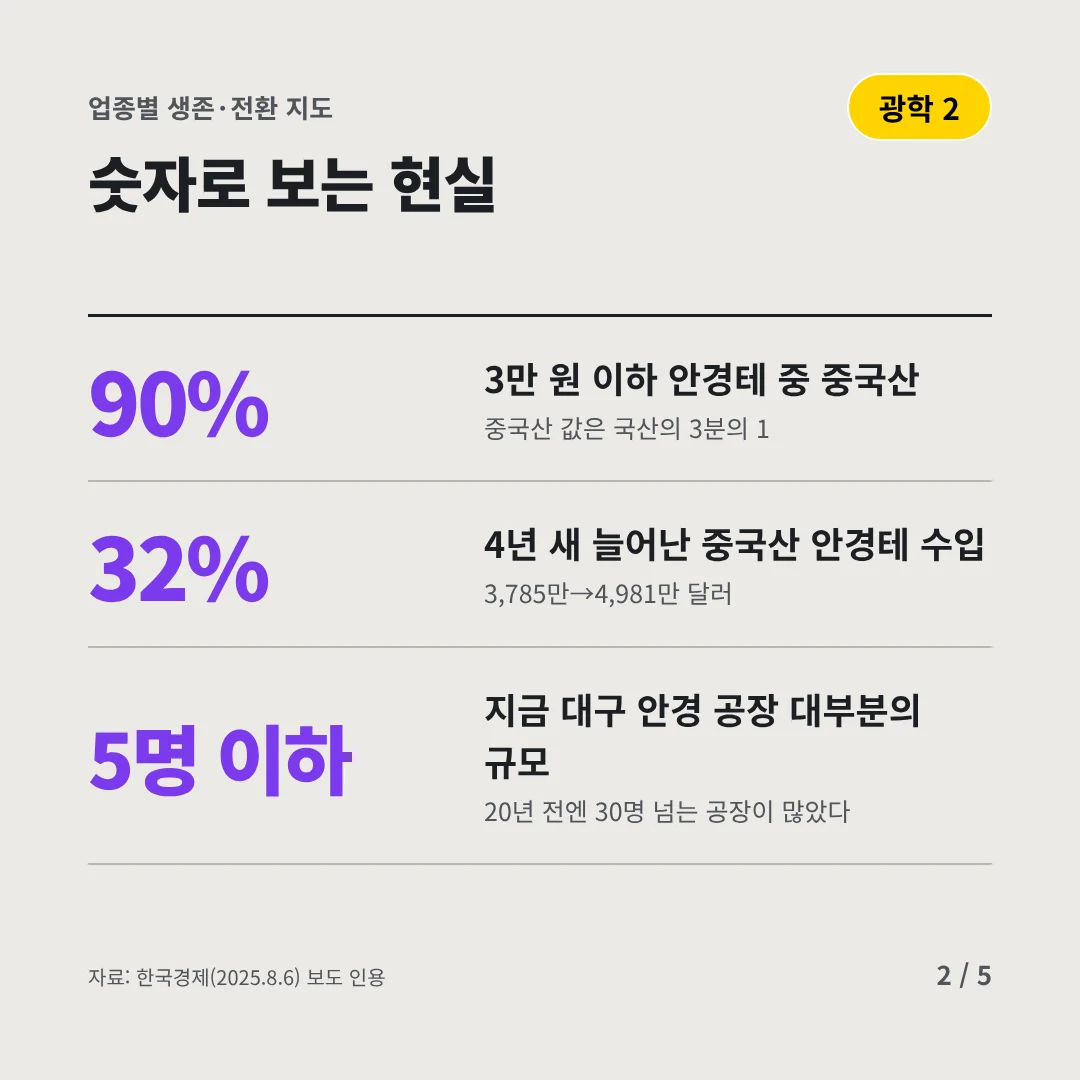 업종별 생존·전환 지도
광학 2
숫자로 보는 현실
90%
3만 원 이하 안경테 중 중국산
중국산 값은 국산의 3분의 1
32%
4년 새 늘어난 중국산 안경테 수입
3,785만→4,981만 달러
5명 이하
지금 대구 안경 공장 대부분의
규모
20년 전엔 30명 넘는 공장이 많았다
자료: 한국경제(2025.8.6) 보도 인용
2 / 5